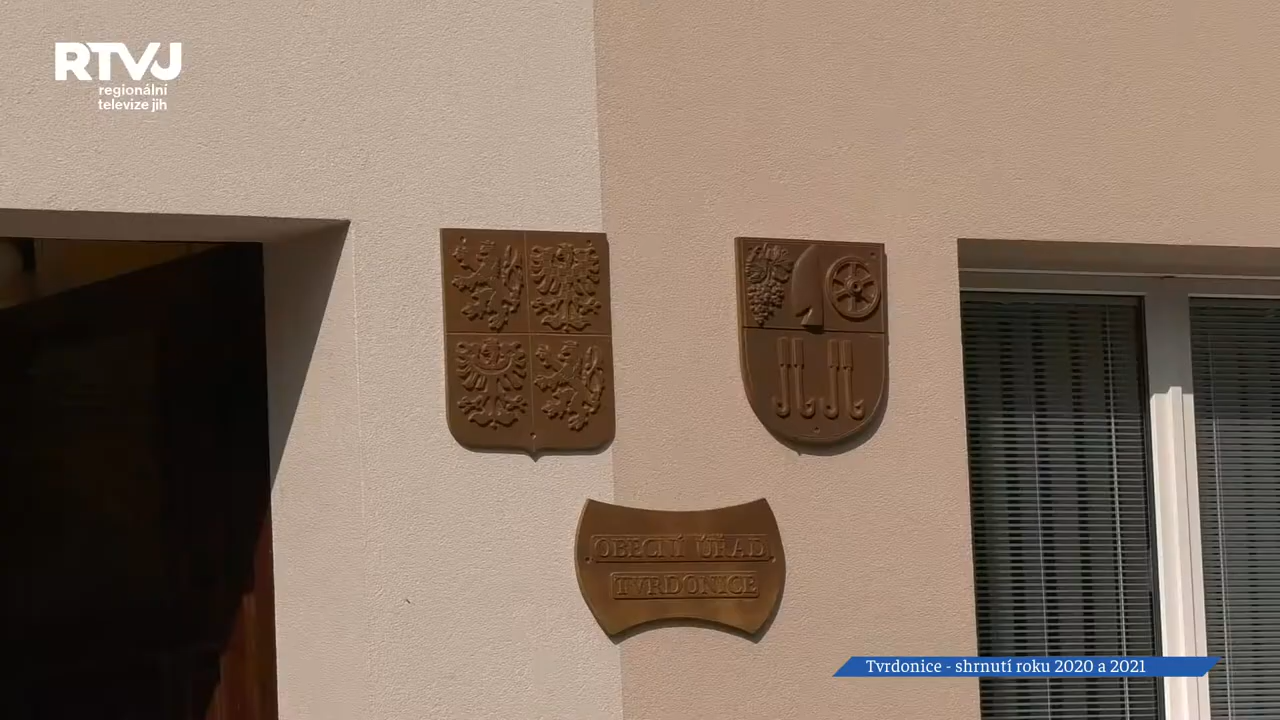 RTVJ
regionální
televize jih
OBECNÍ ÚŘAD
TVRDONICE
Tvrdonice - shrnutí roku 2020 a 2021